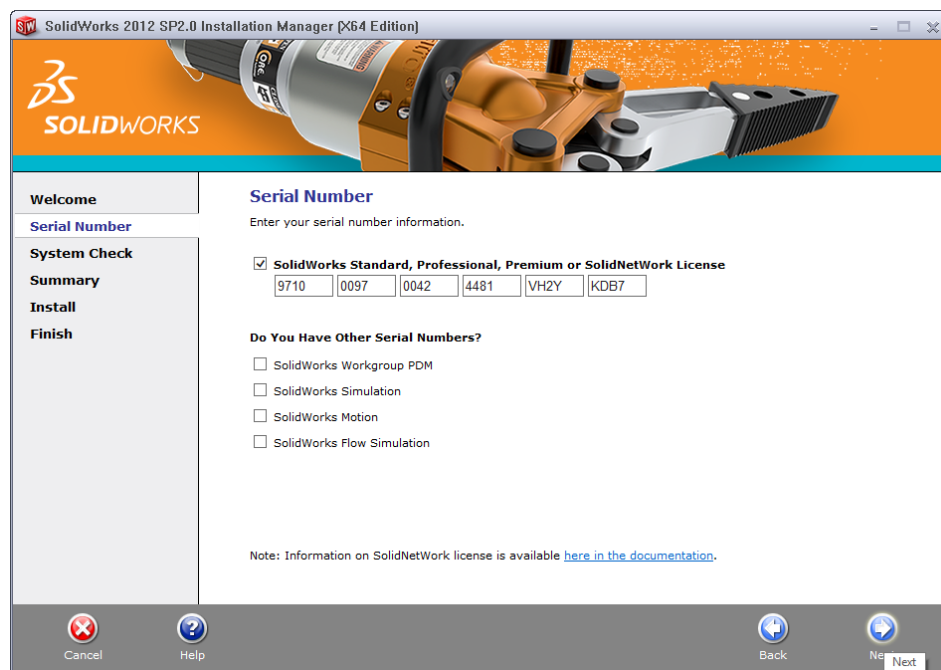 SolidWorks 2012 SP2.0 Installation Manager (X64 Edition)
SOLIDWORKS
Welcome
Serial Number
System Check
Summary
Install
Finish
Serial Number
Enter your serial number information.
SolidWorks Standard, Professional, Premium or SolidNetWork License
9710 0097 0042 4481 VH2Y KDB7
Do You Have Other Serial Numbers?
SolidWorks Workgroup PDM
SolidWorks Simulation
SolidWorks Motion
SolidWorks Flow Simulation
Note: Information on SolidNetWork license is available here in the documentation.
Cancel
Help
Back
Next